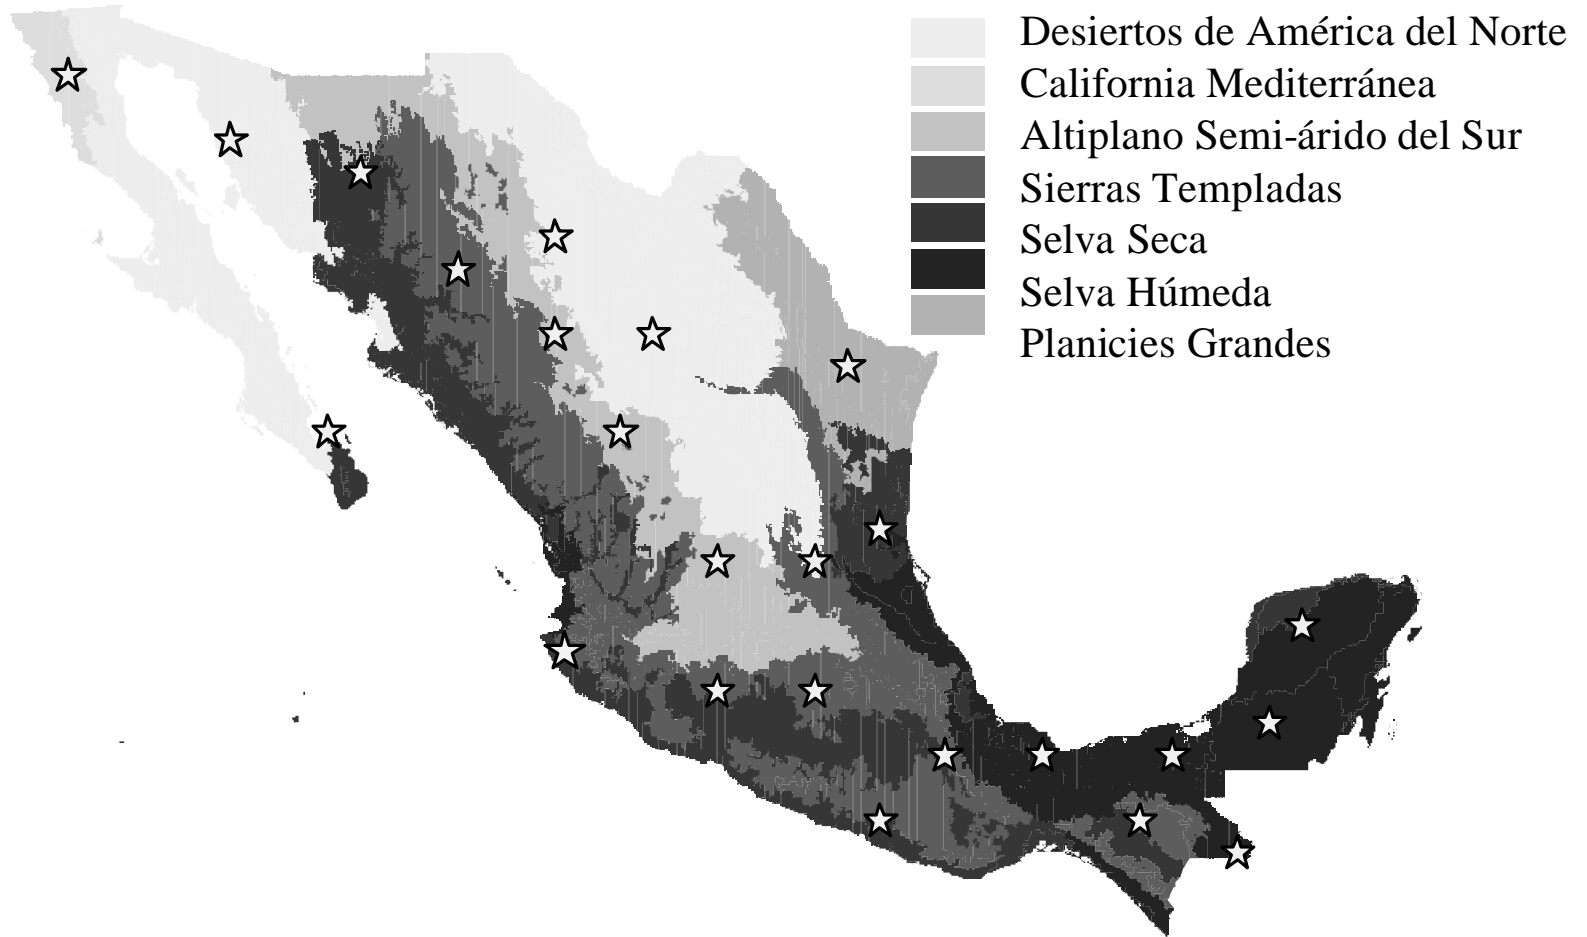 Desiertos de América del Norte
California Mediterránea
Altiplano Semi-árido del Sur
Sierras Templadas
Selva Seca
Selva Húmeda
Planicies Grandes